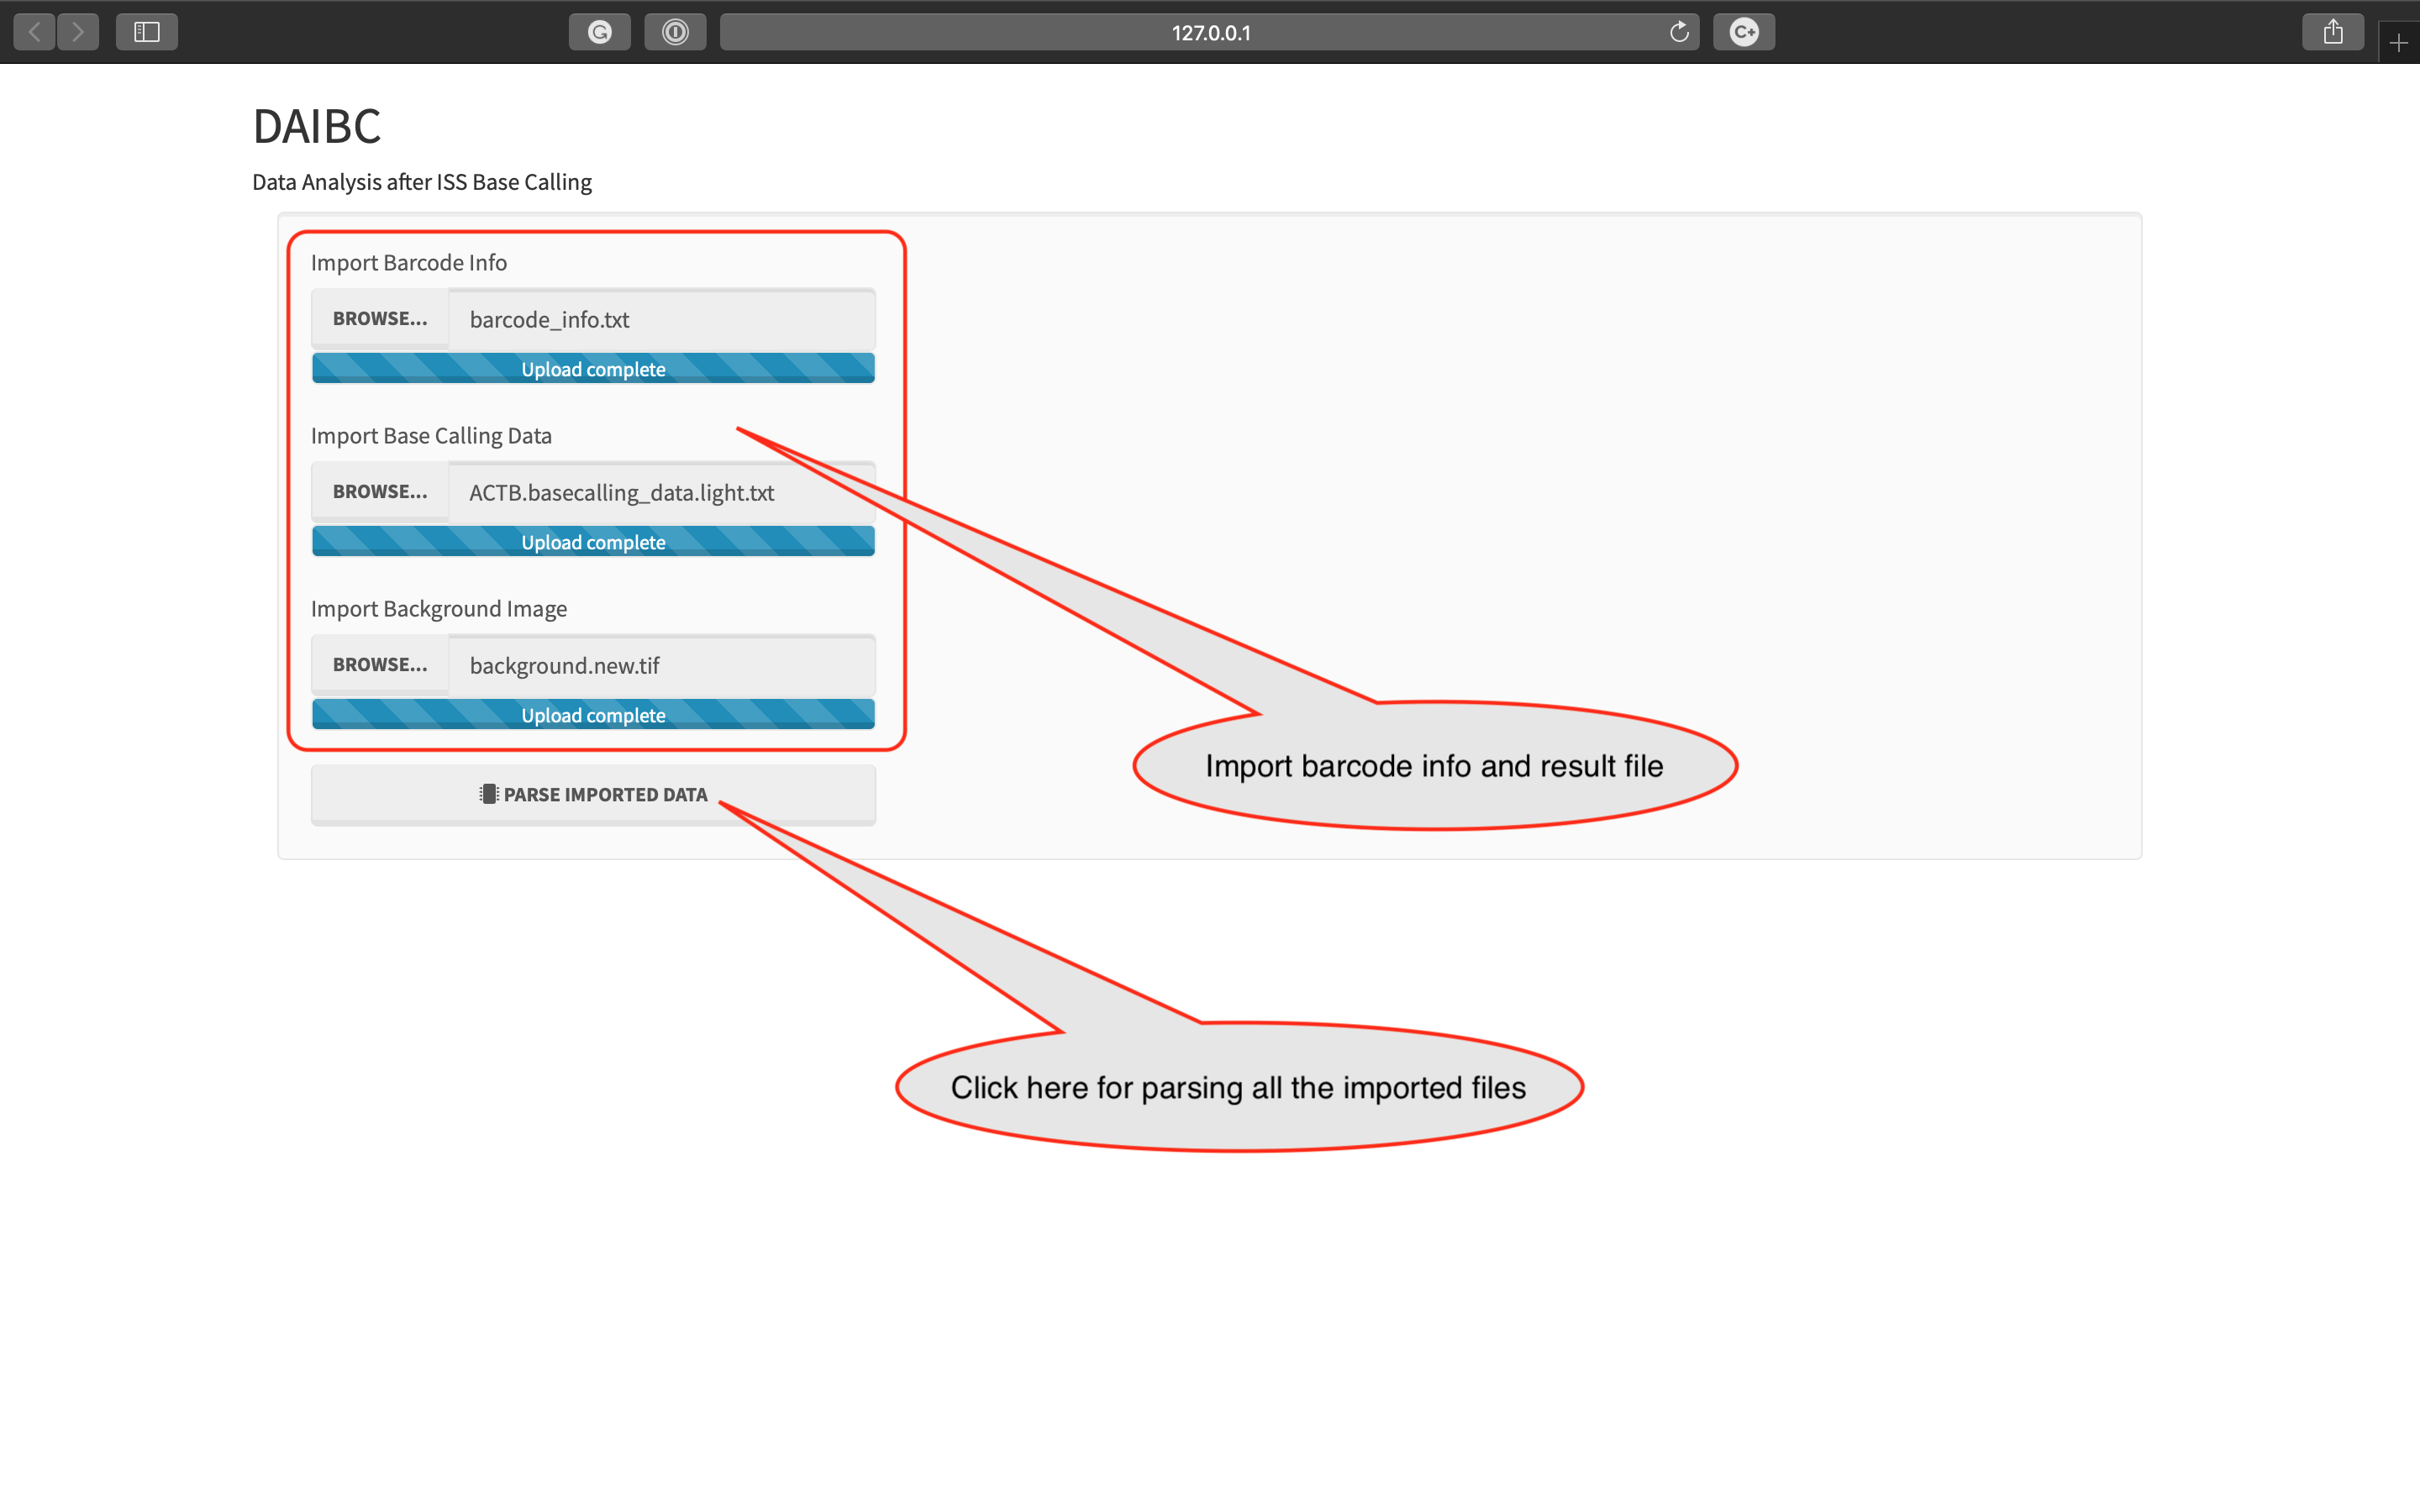 127.0.0.1
DAIBC
Data Analysis after ISS Base Calling
Import Barcode Info
BROWSE... barcode_info.txt
Upload complete
Import Base Calling Data
BROWSE... ACTB.basecalling_data.light.txt
Upload complete
Import Background Image
BROWSE... background.new.tif
Upload complete
Import barcode info and result file
PARSE IMPORTED DATA
Click here for parsing all the imported files